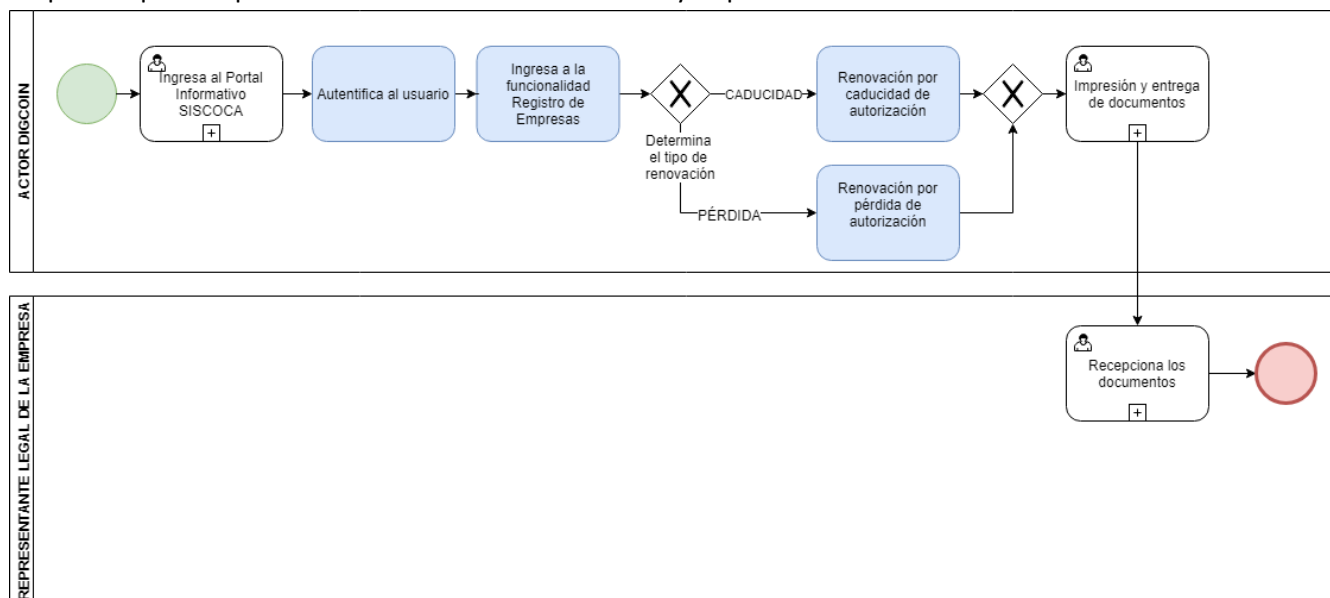 ACTOR DIGCOIN
Ingresa al Portal
Informativo
SISCOCA
Autentifica al usuario
Ingresa a la
funcionalidad
Registro de
Empresas
Determina
el tipo de
renovación
CADUCIDAD
PÉRDIDA
Renovación por
caducidad de
autorización
Renovación por
pérdida de
autorización
Impresión y entrega
de documentos
REPRESENTANTE LEGAL DE LA EMPRESA
Recepciona los
documentos